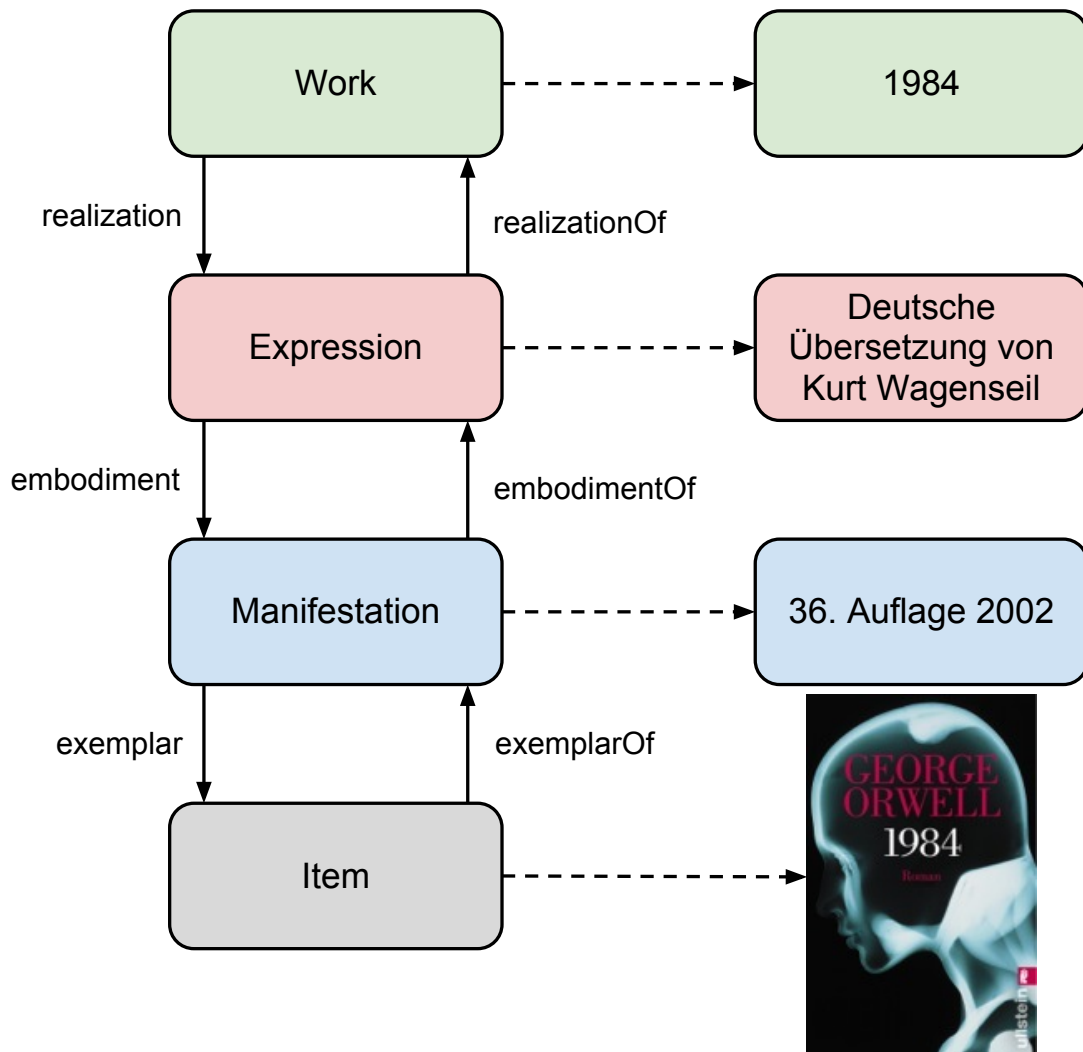 Work
1984
realization
realizationOf
Expression
Deutsche
Übersetzung von
Kurt Wagenseil
embodiment
embodimentOf
Manifestation
36. Auflage 2002
exemplar
exemplarOf
Item
GEORGE
ORWELL
1984
Roman
ullstein